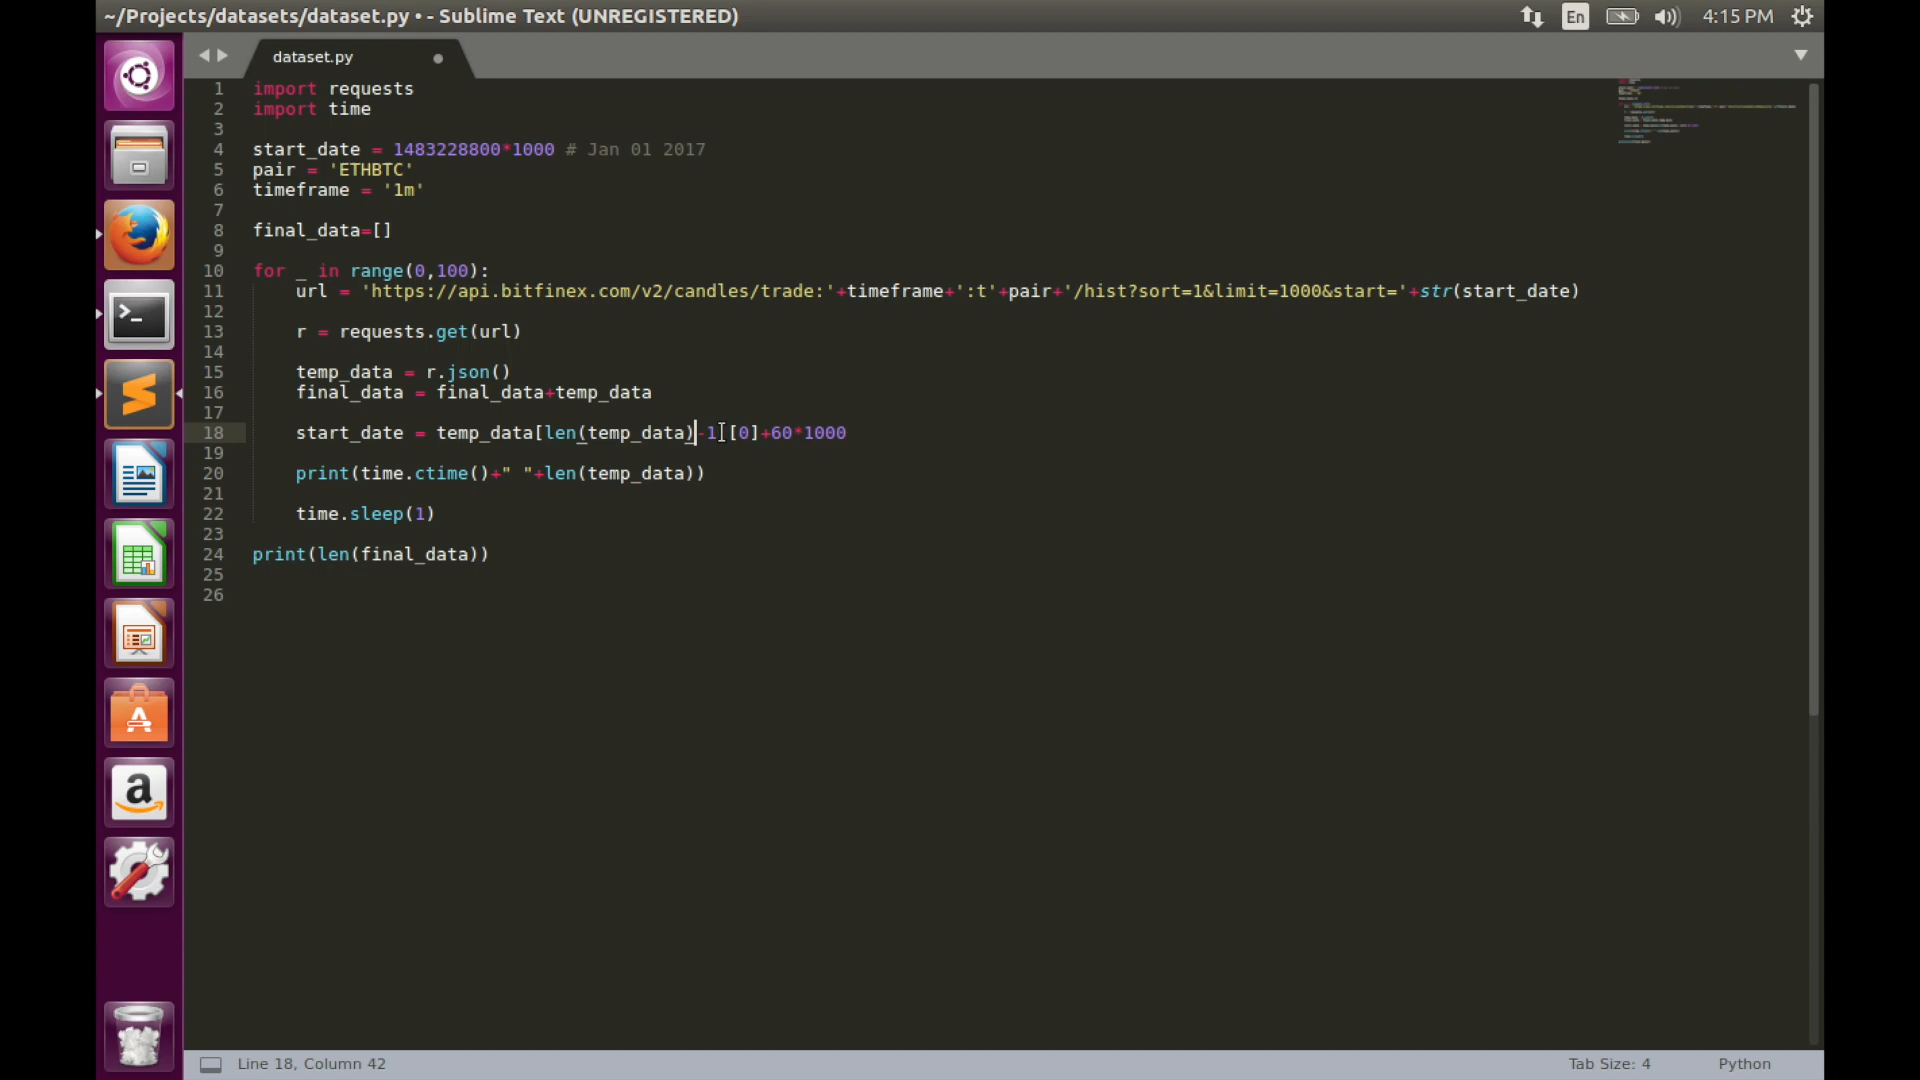 ~/Projects/datasets/dataset.py • - Sublime Text (UNREGISTERED)
En
4:15 PM
dataset.py
1 import requests
2 import time
3
4 start_date = 1483228800*1000 # Jan 01 2017
5 pair = 'ETHBTC'
6 timeframe = '1m'
7
8 final_data=[]
9
10 for _ in range(0,100):
11 url = 'https://api.bitfinex.com/v2/candles/trade:'+timeframe+':t'+pair+'/hist?sort=1&limit=1000&start='+str(start_date)
12
13 r = requests.get(url)
14
15 temp_data = r.json()
16 final_data = final_data+temp_data
17
18 start_date = temp_data[len(temp_data)-1][0]+60*1000
19
20 print(time.ctime()+" "+len(temp_data))
21
22 time.sleep(1)
23
24 print(len(final_data))
25
26
Line 18, Column 42
Tab Size: 4
Python